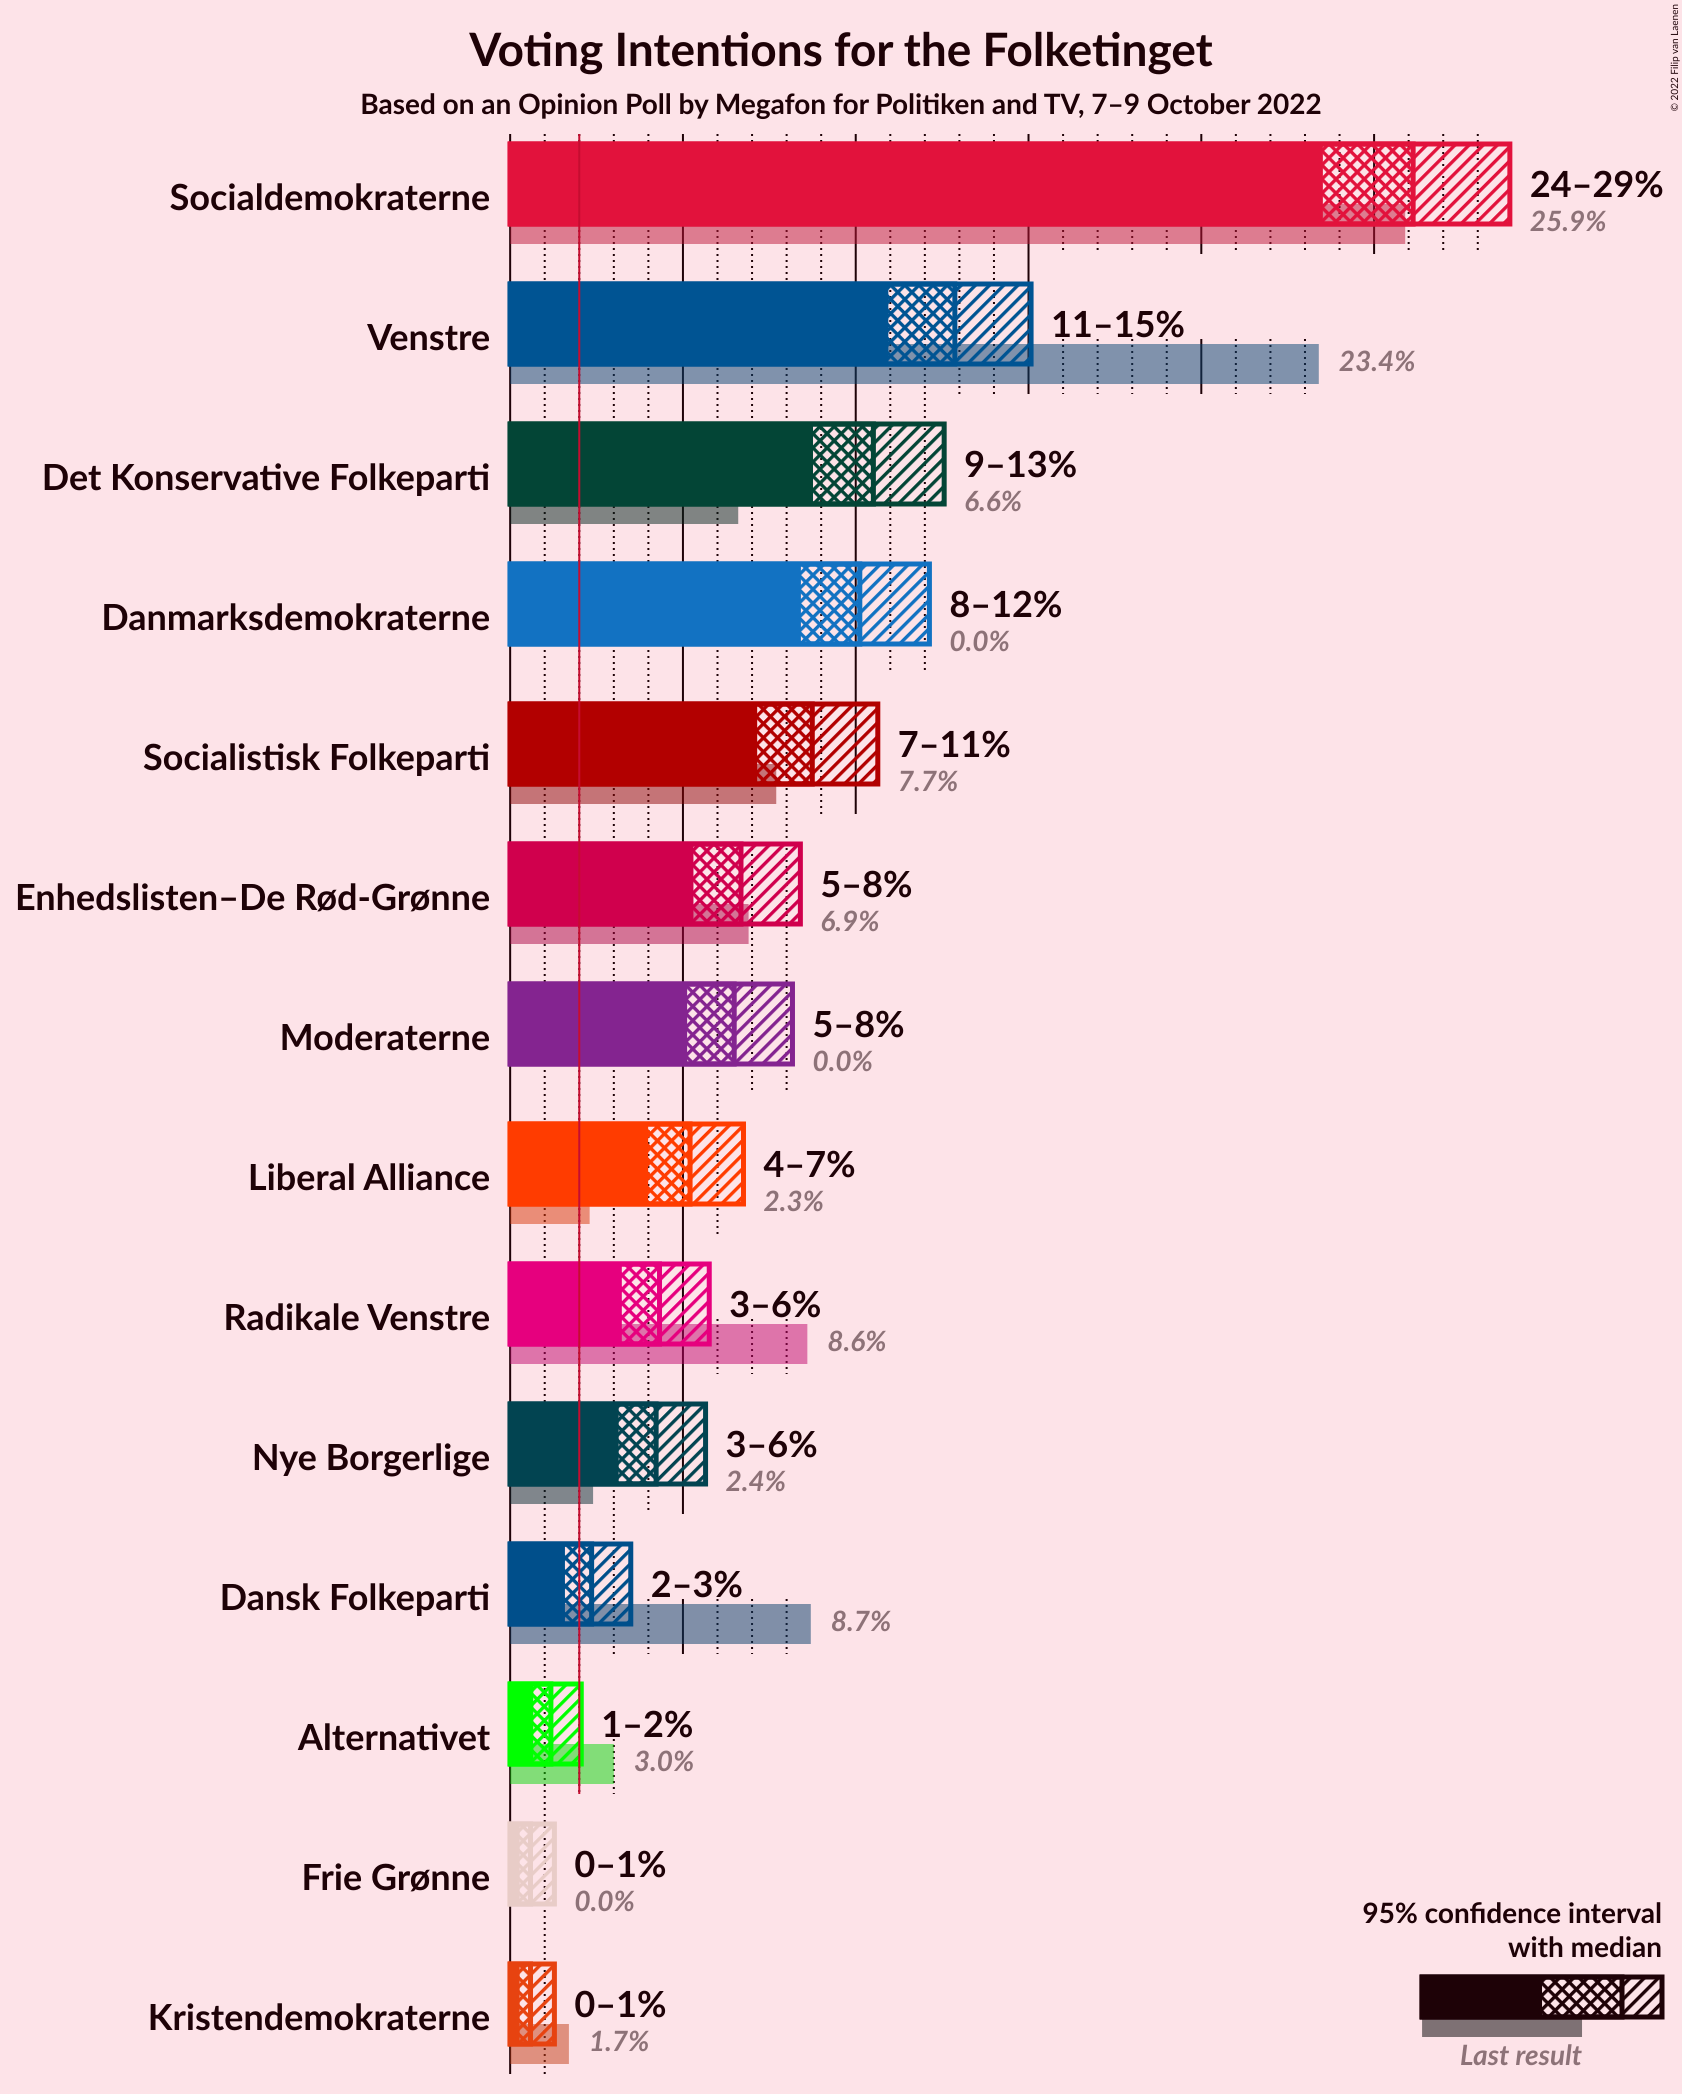 © 2022 Filip van Laenen
Voting Intentions for the Folketinget
Based on an Opinion Poll by Megafon for Politiken and TV, 7–9 October 2022
Socialdemokraterne
24–29%
25.9%
Venstre
11–15%
23.4%
Det Konservative Folkeparti
9–13%
6.6%
Danmarksdemokraterne
8–12%
0.0%
Socialistisk Folkeparti
7–11%
7.7%
Enhedslisten–De Rød-Grønne
5–8%
6.9%
Moderaterne
5–8%
0.0%
Liberal Alliance
4–7%
2.3%
Radikale Venstre
3–6%
8.6%
Nye Borgerlige
3–6%
2.4%
Dansk Folkeparti
2–3%
8.7%
Alternativet
1–2%
3.0%
Frie Grønne
0–1%
0.0%
Kristendemokraterne
0–1%
1.7%
95% confidence interval
with median
Last result